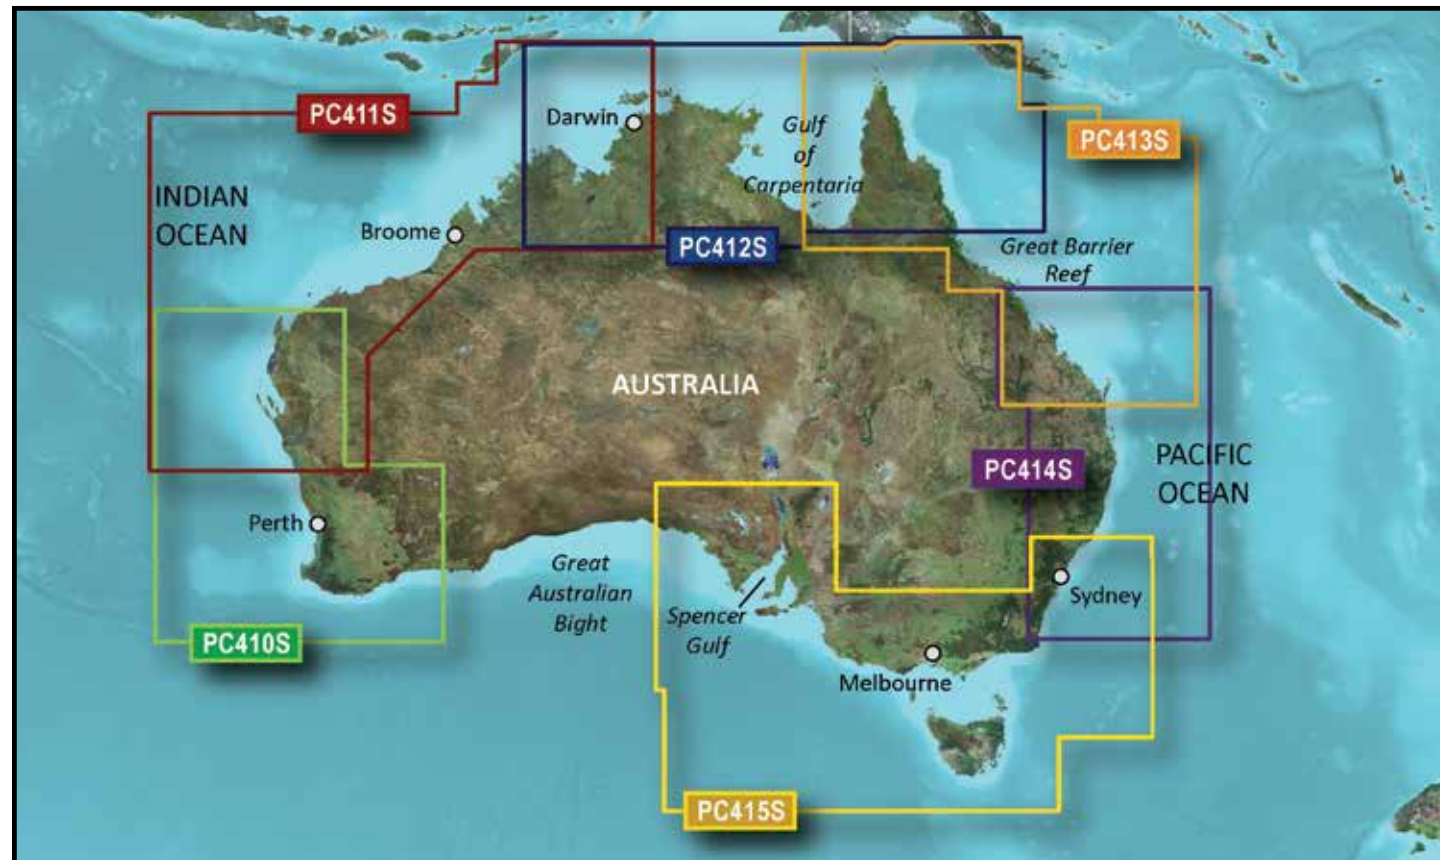 PC411S
Darwin
Gulf
of
Carpentaria
PC413S
INDIAN
OCEAN
Broome
PC412S
Great Barrier
Reef
AUSTRALIA
PC414S
PACIFIC
OCEAN
Perth
Great
Australian
Bight
Spencer
Gulf
Sydney
PC410S
Melbourne
PC415S